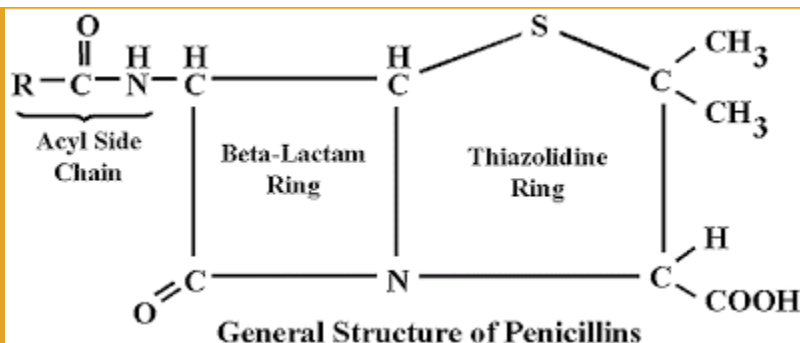 O
H H H S CH3
R C N C C C CH3
Acyl Side
Chain
Beta-Lactam
Ring
Thiazolidine
Ring
H
C N C
O COOH
General Structure of Penicillins